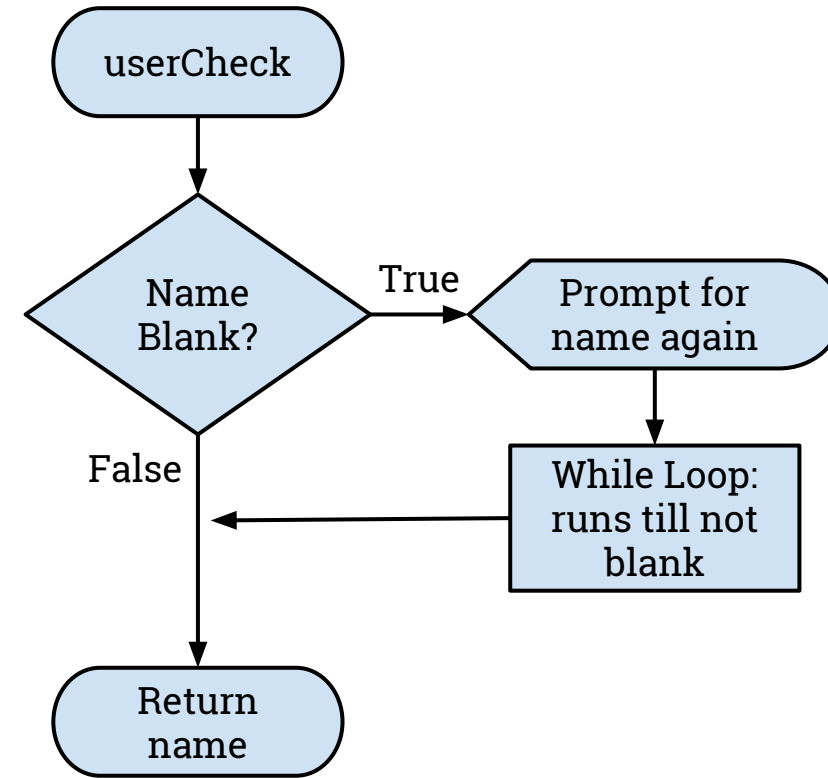 userCheck
Name
Blank?
True
Prompt for
name again
False
While Loop:
runs till not
blank
Return
name